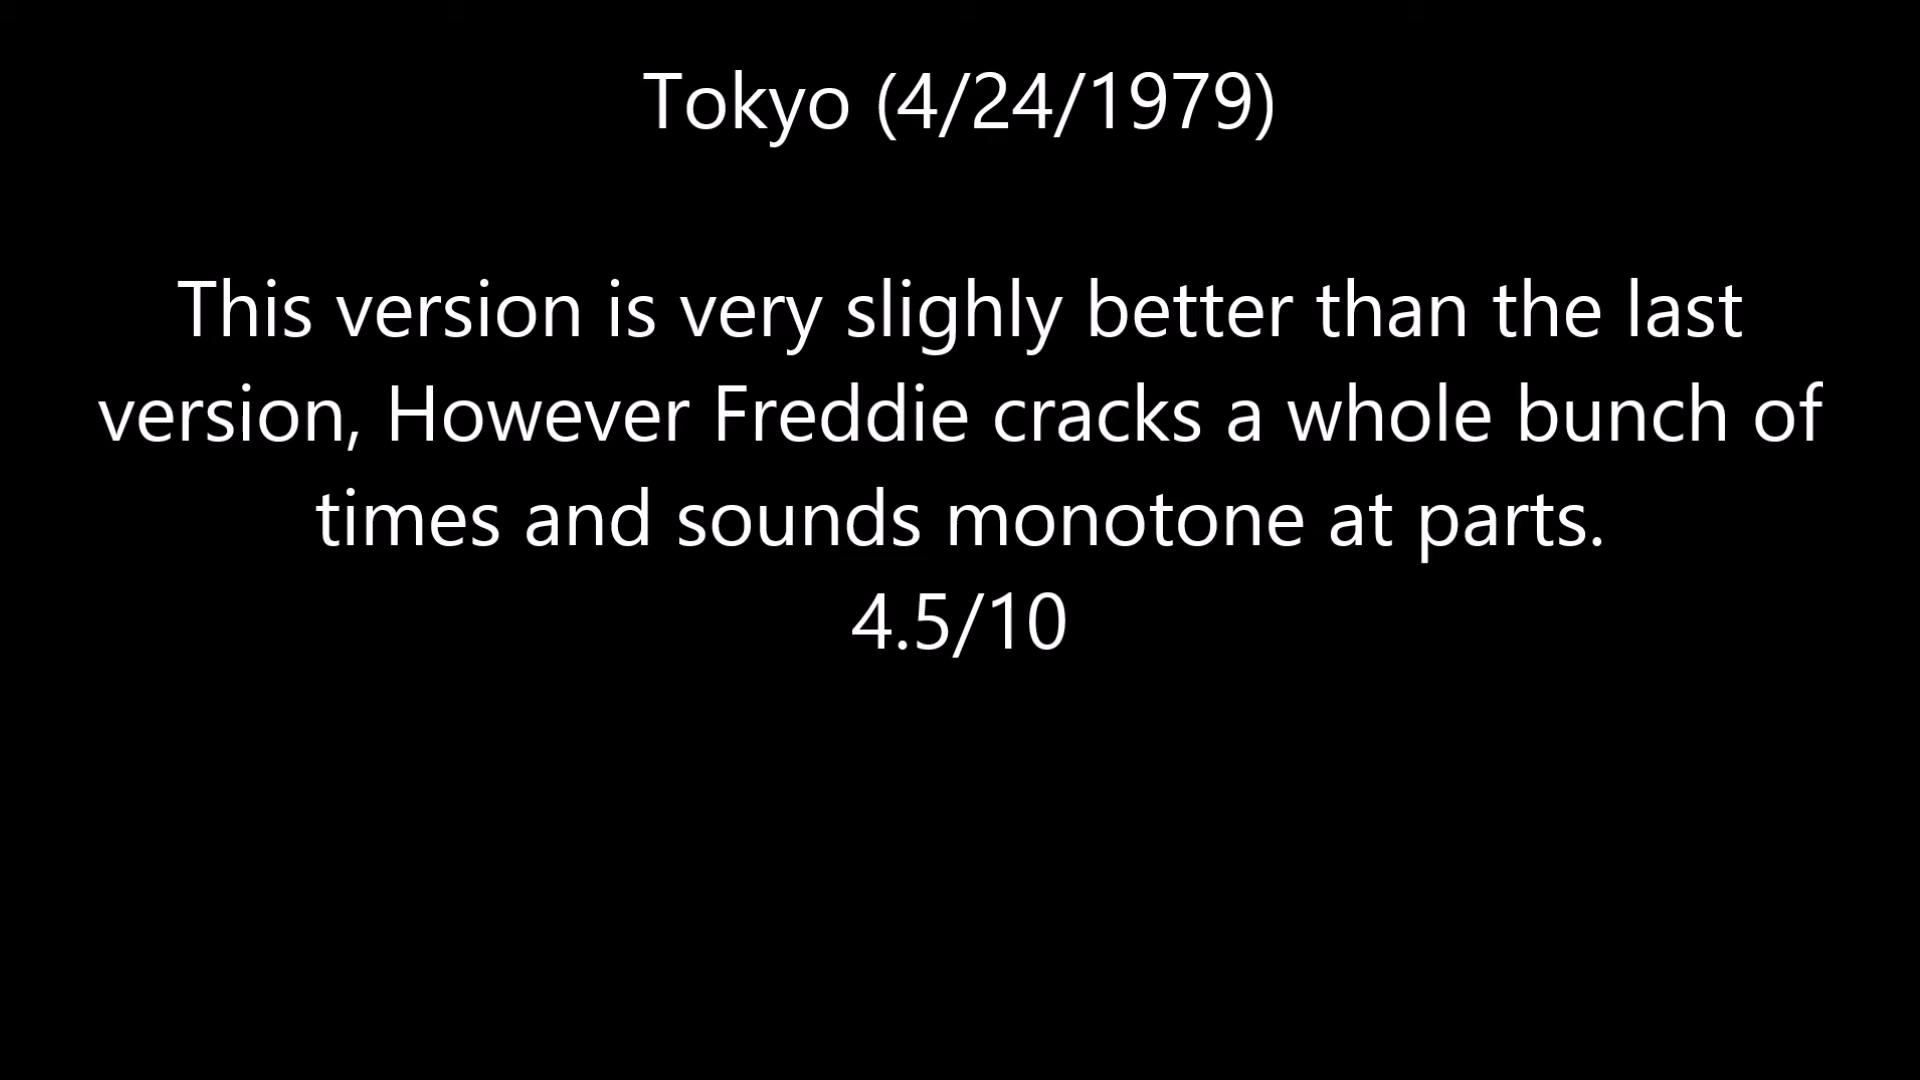 Tokyo (4/24/1979)
This version is very slighly better than the last
version, However Freddie cracks a whole bunch of
times and sounds monotone at parts.
4.5/10